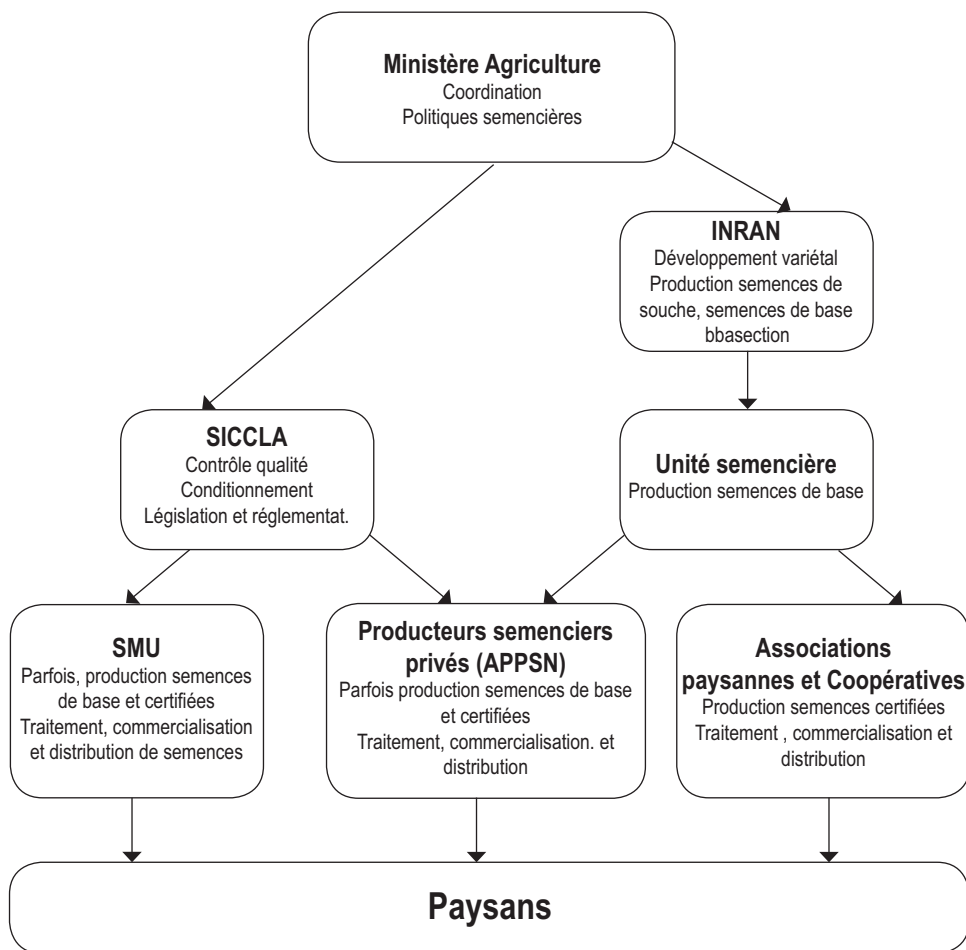 Ministère Agriculture
Coordination
Politiques semencières
INRAN
Développement variétal
Production semences de
souche, semences de base
bbasection
SICCLA
Contrôle qualité
Conditionnement
Législation et réglementat.
Unité semencière
Production semences de base
SMU
Parfois, production semences
de base et certifiées
Traitement, commercialisation
et distribution de semences
Producteurs semenciers
privés (APPSN)
Parfois production semences de base
et certifiées
Traitement, commercialisation. et
distribution
Associations
paysannes et Coopératives
Production semences certifiées
Traitement , commercialisation et
distribution
Paysans